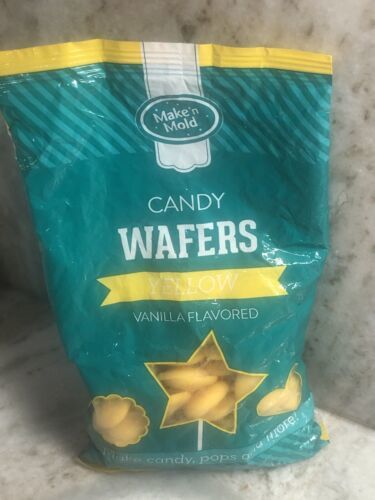 Make'n
Mold
CANDY
WAFERS
YELLOW
VANILLA FLAVORED
Make candy, pops and more!